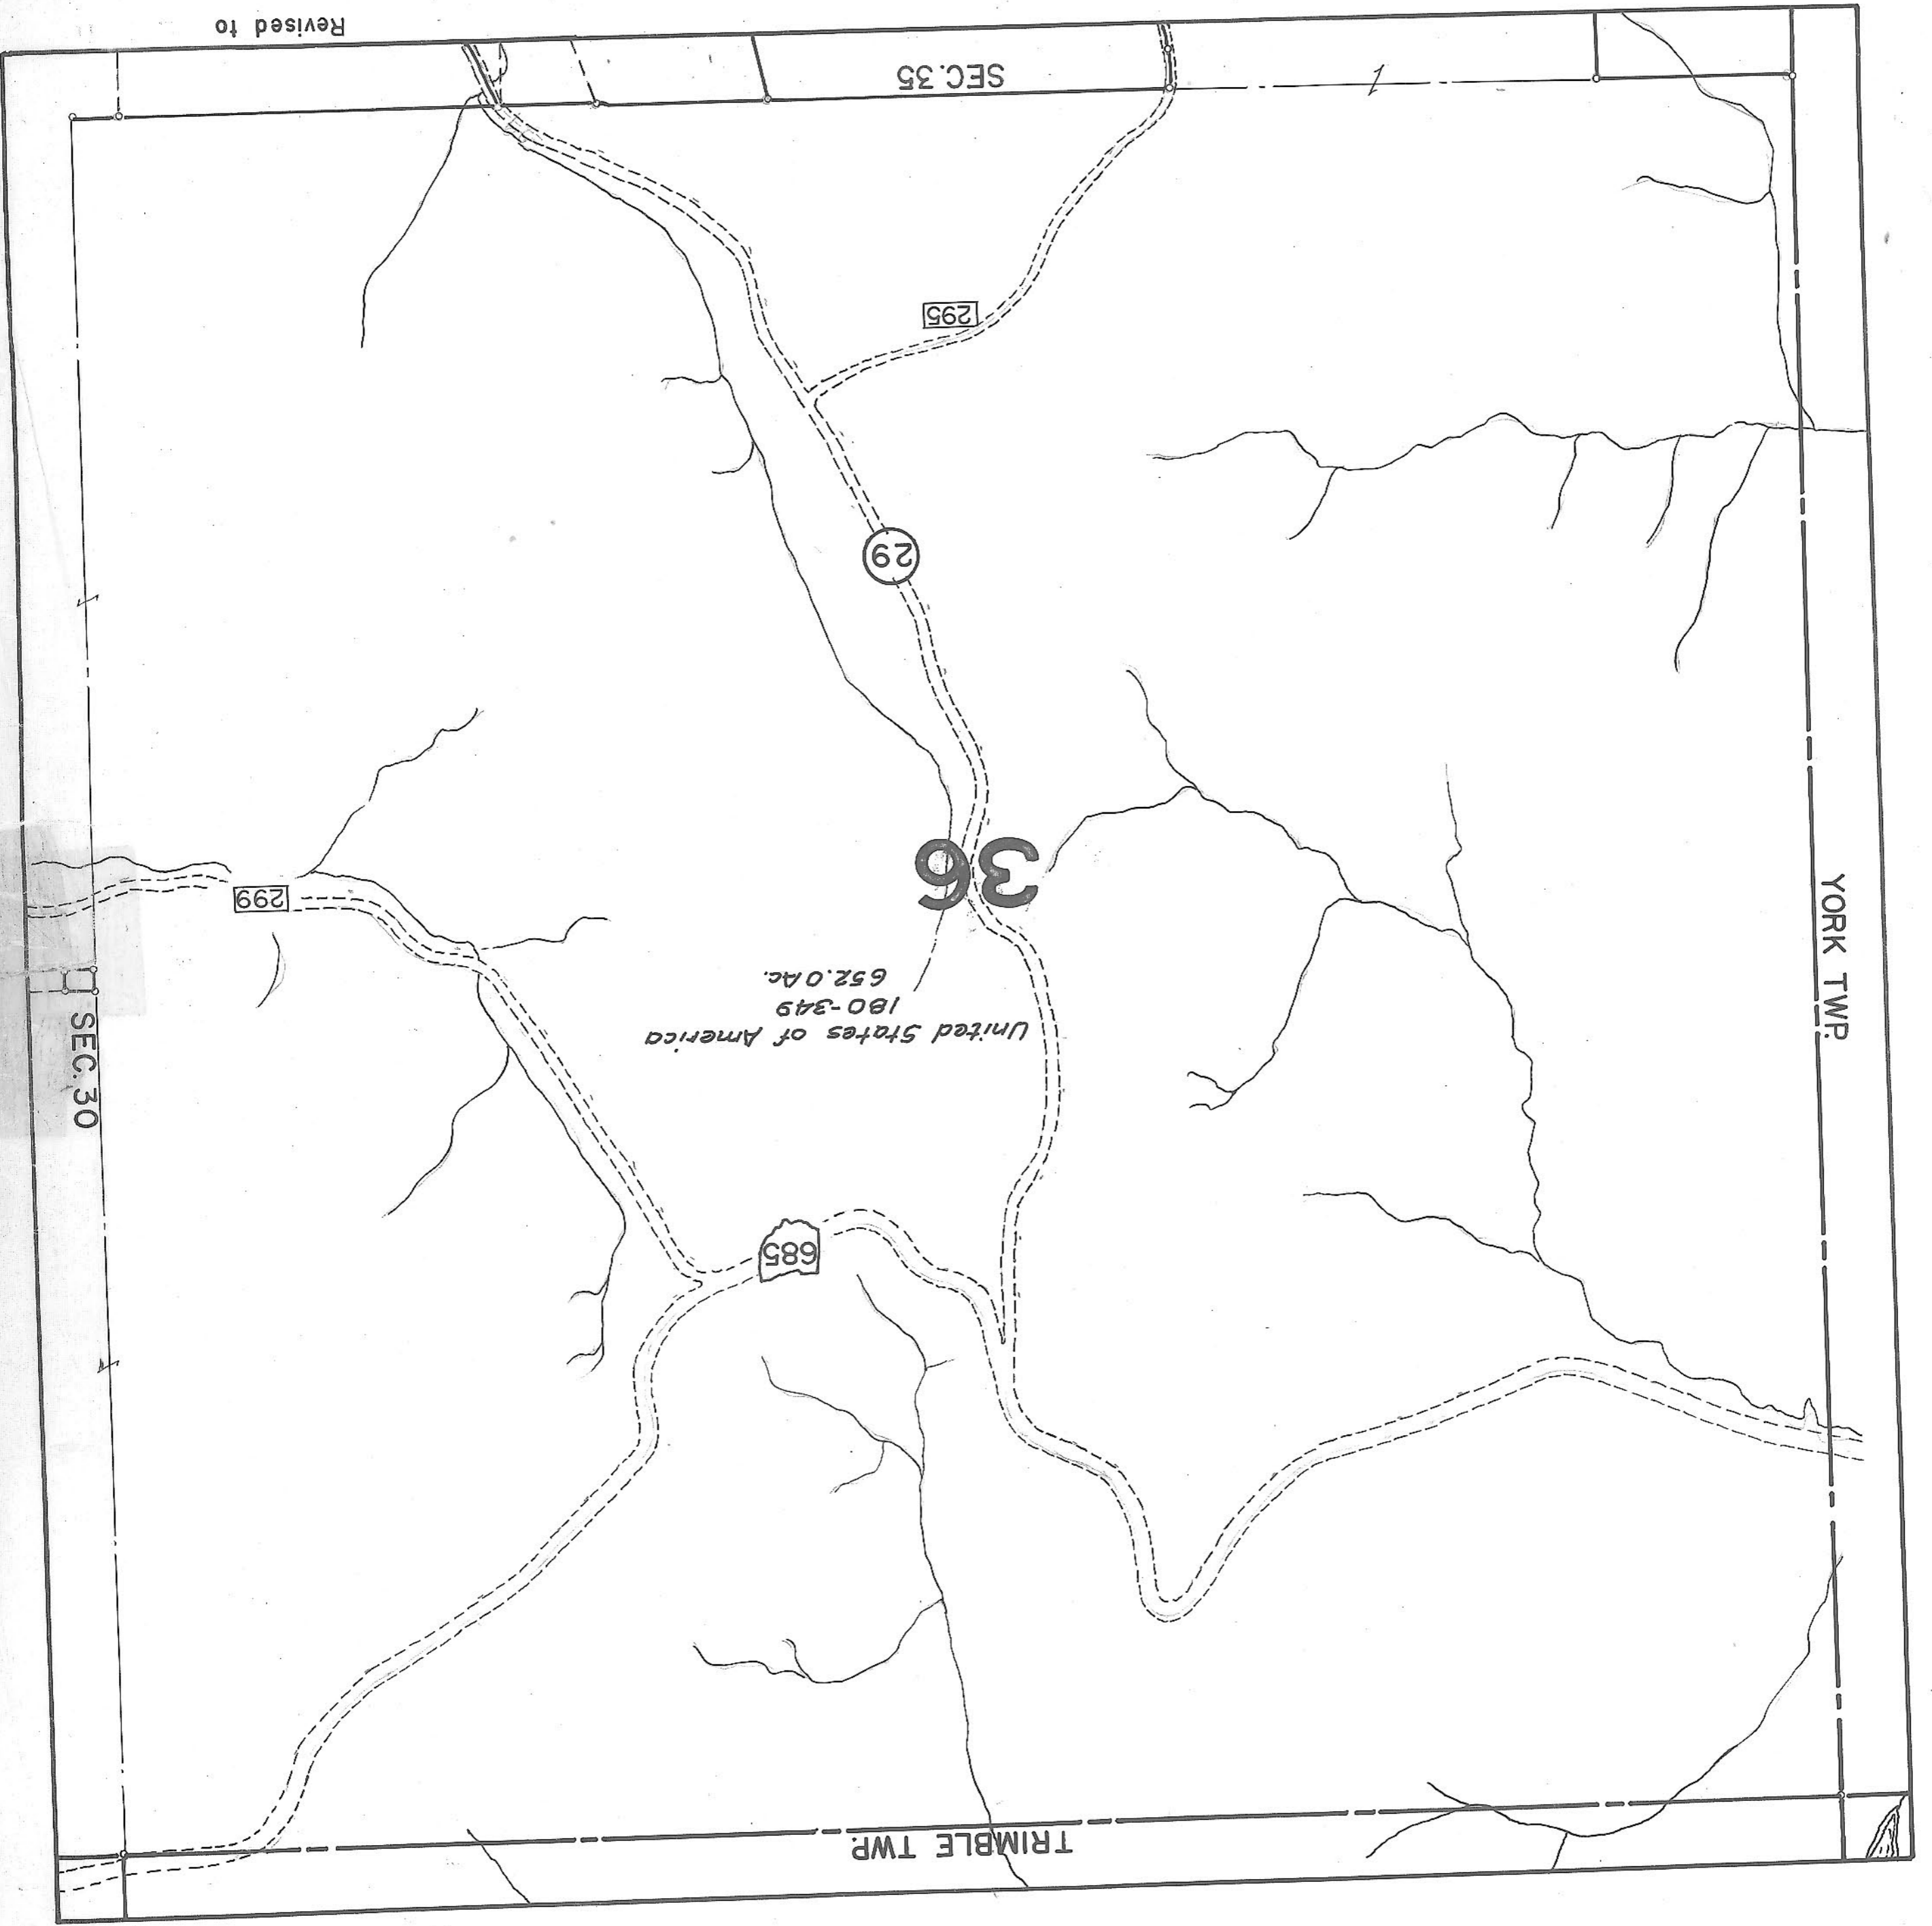 TRIMBLE TWP.
685
United States of America
180-349
652.0 Ac.
SEC. 30
299
36
YORK TWP.
29
295
SEC. 35
Revised to